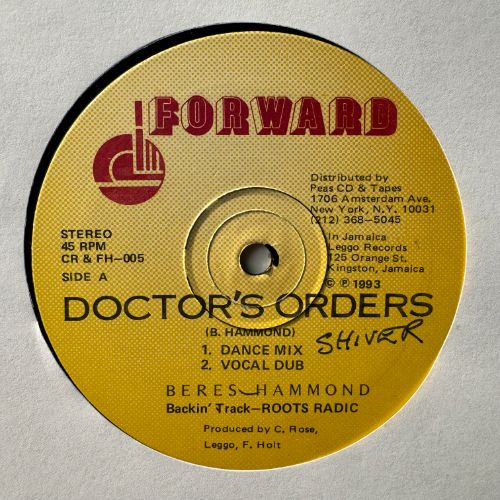 FORWARD
Distributed by
Peas CD & Tapes
1706 Amsterdam Ave.
New York, N.Y. 10031
(212) 368-5045
In Jamaica
Leggo Records
125 Orange St.
Kingston, Jamaica
© ℗ 1993
STEREO
45 RPM
CR & FH-005
SIDE A
DOCTOR'S ORDERS
(B. HAMMOND)
SHIVER
1. DANCE MIX
2. VOCAL DUB
BERES HAMMOND
Backin' Track-ROOTS RADIC
Produced by C. Rose,
Leggo, F. Holt